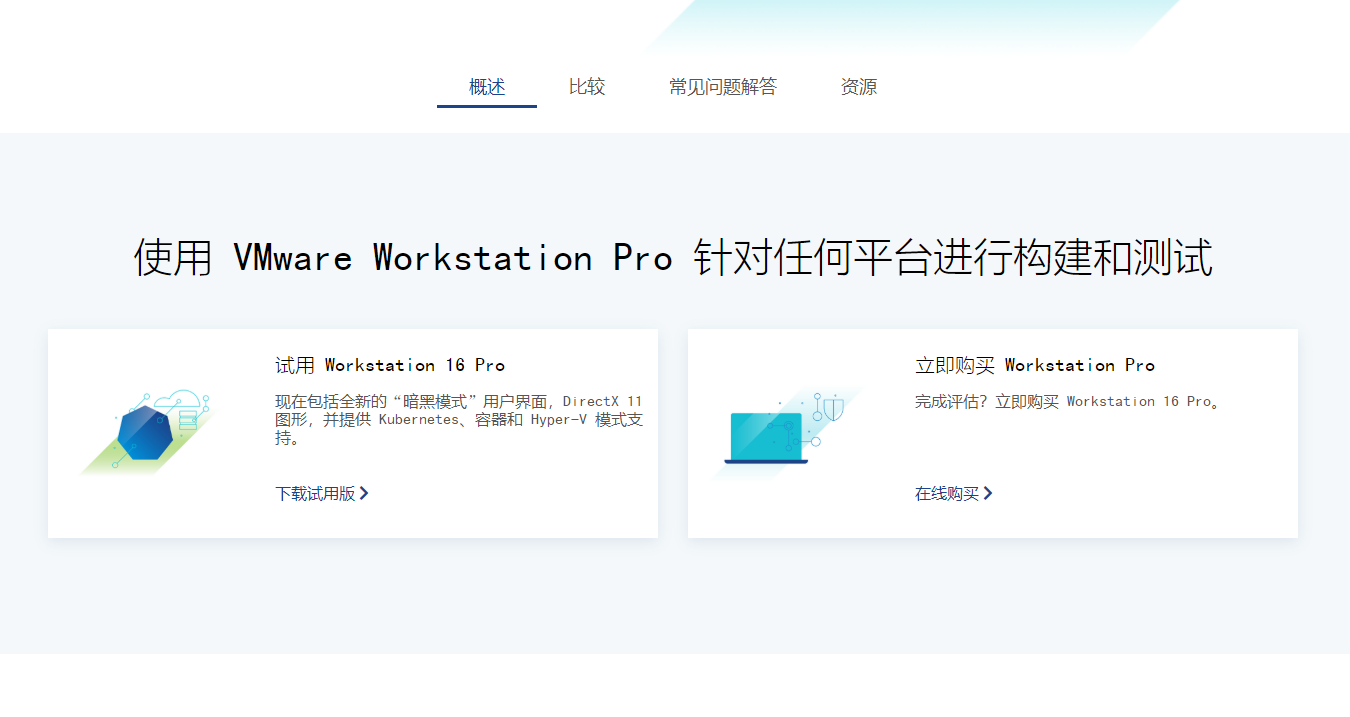 概述
比较
常见问题解答
资源
使用 VMware Workstation Pro 针对任何平台进行构建和测试
试用 Workstation 16 Pro
现在包括全新的“暗黑模式”用户界面，DirectX 11
图形，并提供 Kubernetes、容器和 Hyper-V 模式支
持。
下载试用版
立即购买 Workstation Pro
完成评估？立即购买 Workstation 16 Pro。
在线购买